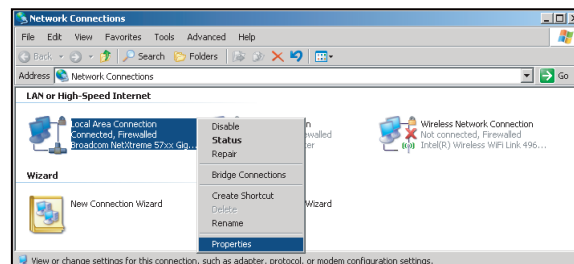 Network Connections
File Edit View Favorites Tools Advanced Help
Back Search Folders
Address Network Connections Go
LAN or High-Speed Internet
Local Area Connection
Connected, Firewalled
Broadcom NetXtreme 57xx Gig...
Disable
Status
Repair
Bridge Connections
Create Shortcut
Delete
Rename
Properties
n
ewalled
ter
Wireless Network Connection
Not connected, Firewalled
Intel(R) Wireless WiFi Link 496...
Wizard
New Connection Wizard
Wizard
View or change settings for this connection, such as adapter, protocol, or modem configuration settings.